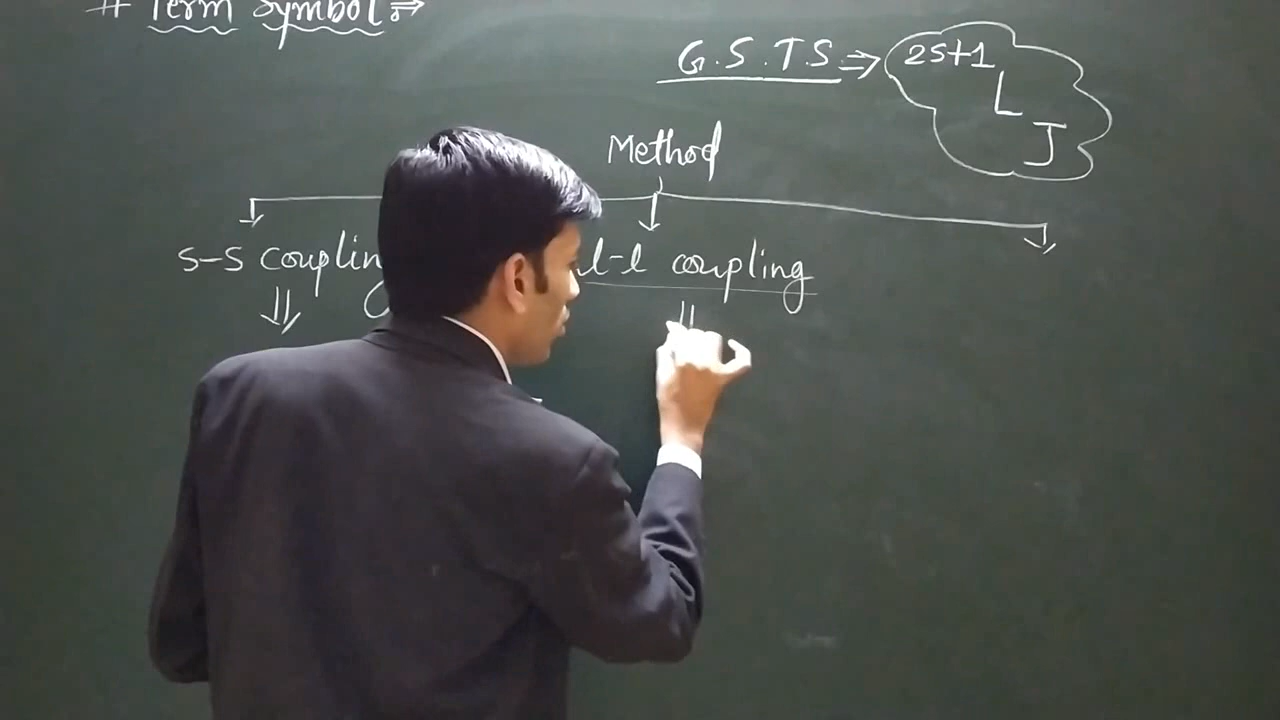 # Term Symbol:⇒
G.S.T.S. ⇒ 2S+1
L
J
Method
s-s coupling l-l coupling